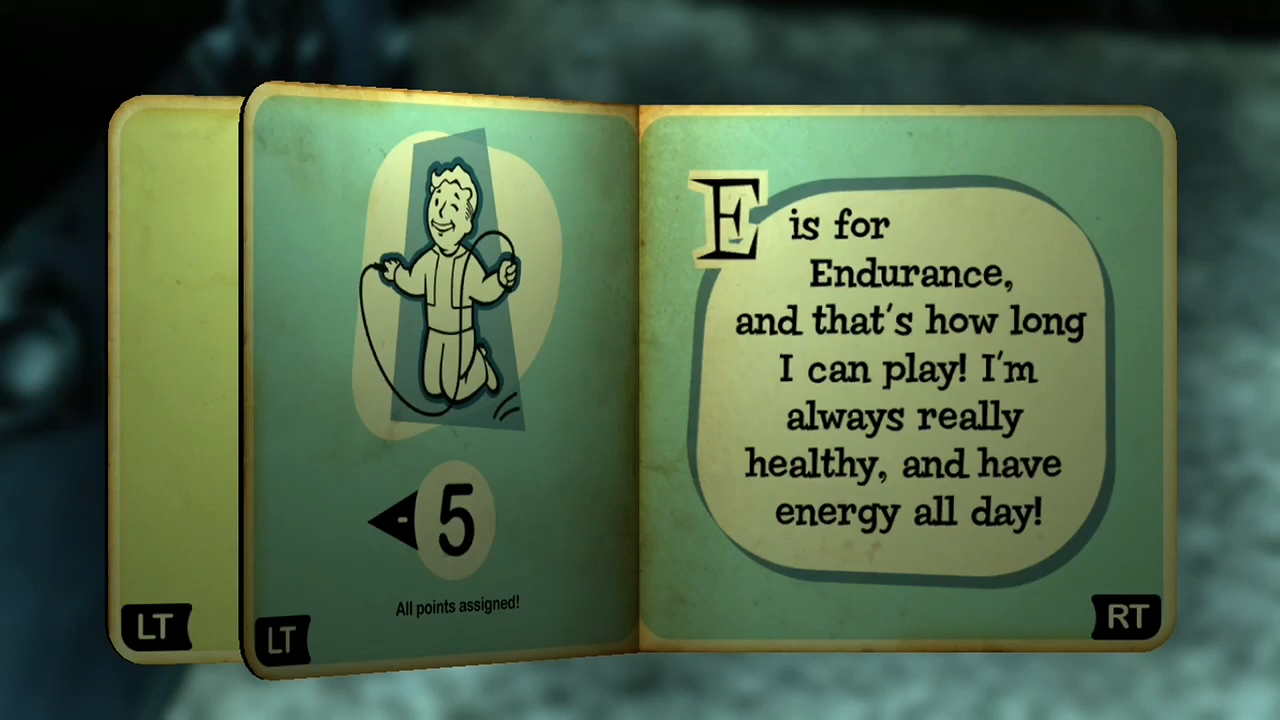 -
5
All points assigned!
LT
LT
E is for
Endurance,
and that's how long
I can play! I'm
always really
healthy, and have
energy all day!
RT